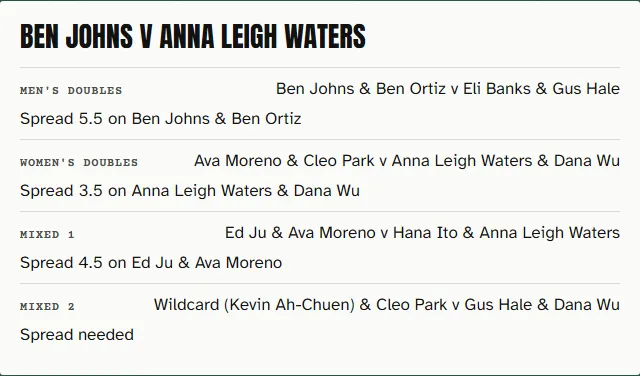 BEN JOHNS V ANNA LEIGH WATERS
MEN'S DOUBLES Ben Johns & Ben Ortiz v Eli Banks & Gus Hale
Spread 5.5 on Ben Johns & Ben Ortiz
WOMEN'S DOUBLES Ava Moreno & Cleo Park v Anna Leigh Waters & Dana Wu
Spread 3.5 on Anna Leigh Waters & Dana Wu
MIXED 1 Ed Ju & Ava Moreno v Hana Ito & Anna Leigh Waters
Spread 4.5 on Ed Ju & Ava Moreno
MIXED 2 Wildcard (Kevin Ah-Chuen) & Cleo Park v Gus Hale & Dana Wu
Spread needed